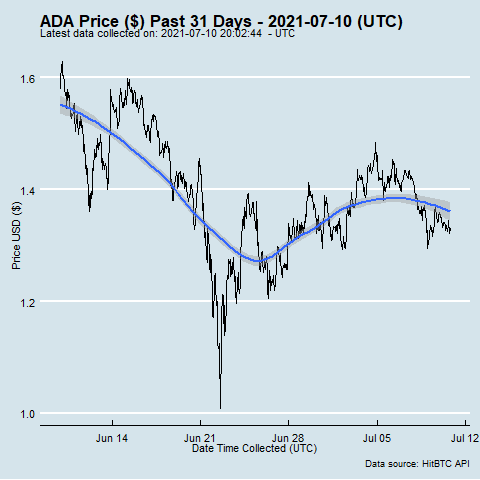 ADA Price ($) Past 31 Days - 2021-07-10 (UTC)
Latest data collected on: 2021-07-10 20:02:44  - UTC
1.6
1.4
1.2
1.0
Price USD ($)
Jun 14
Jun 21
Jun 28
Jul 05
Jul 12
Date Time Collected (UTC)
Data source: HitBTC API